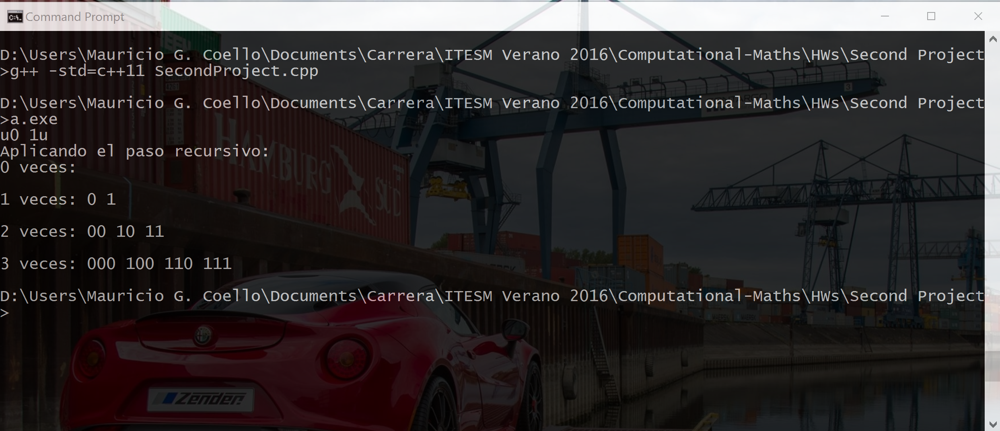 Command Prompt
D:\Users\Mauricio G. Coello\Documents\Carrera\ITESM Verano 2016\Computational-Maths\HWs\Second Project
>g++ -std=c++11 SecondProject.cpp
D:\Users\Mauricio G. Coello\Documents\Carrera\ITESM Verano 2016\Computational-Maths\HWs\Second Project
>a.exe
u0 1u
Aplicando el paso recursivo:
0 veces:
1 veces: 0 1
2 veces: 00 10 11
3 veces: 000 100 110 111
D:\Users\Mauricio G. Coello\Documents\Carrera\ITESM Verano 2016\Computational-Maths\HWs\Second Project
>
HAMBURG
SÜD
4261
3
MAERSK
Zender